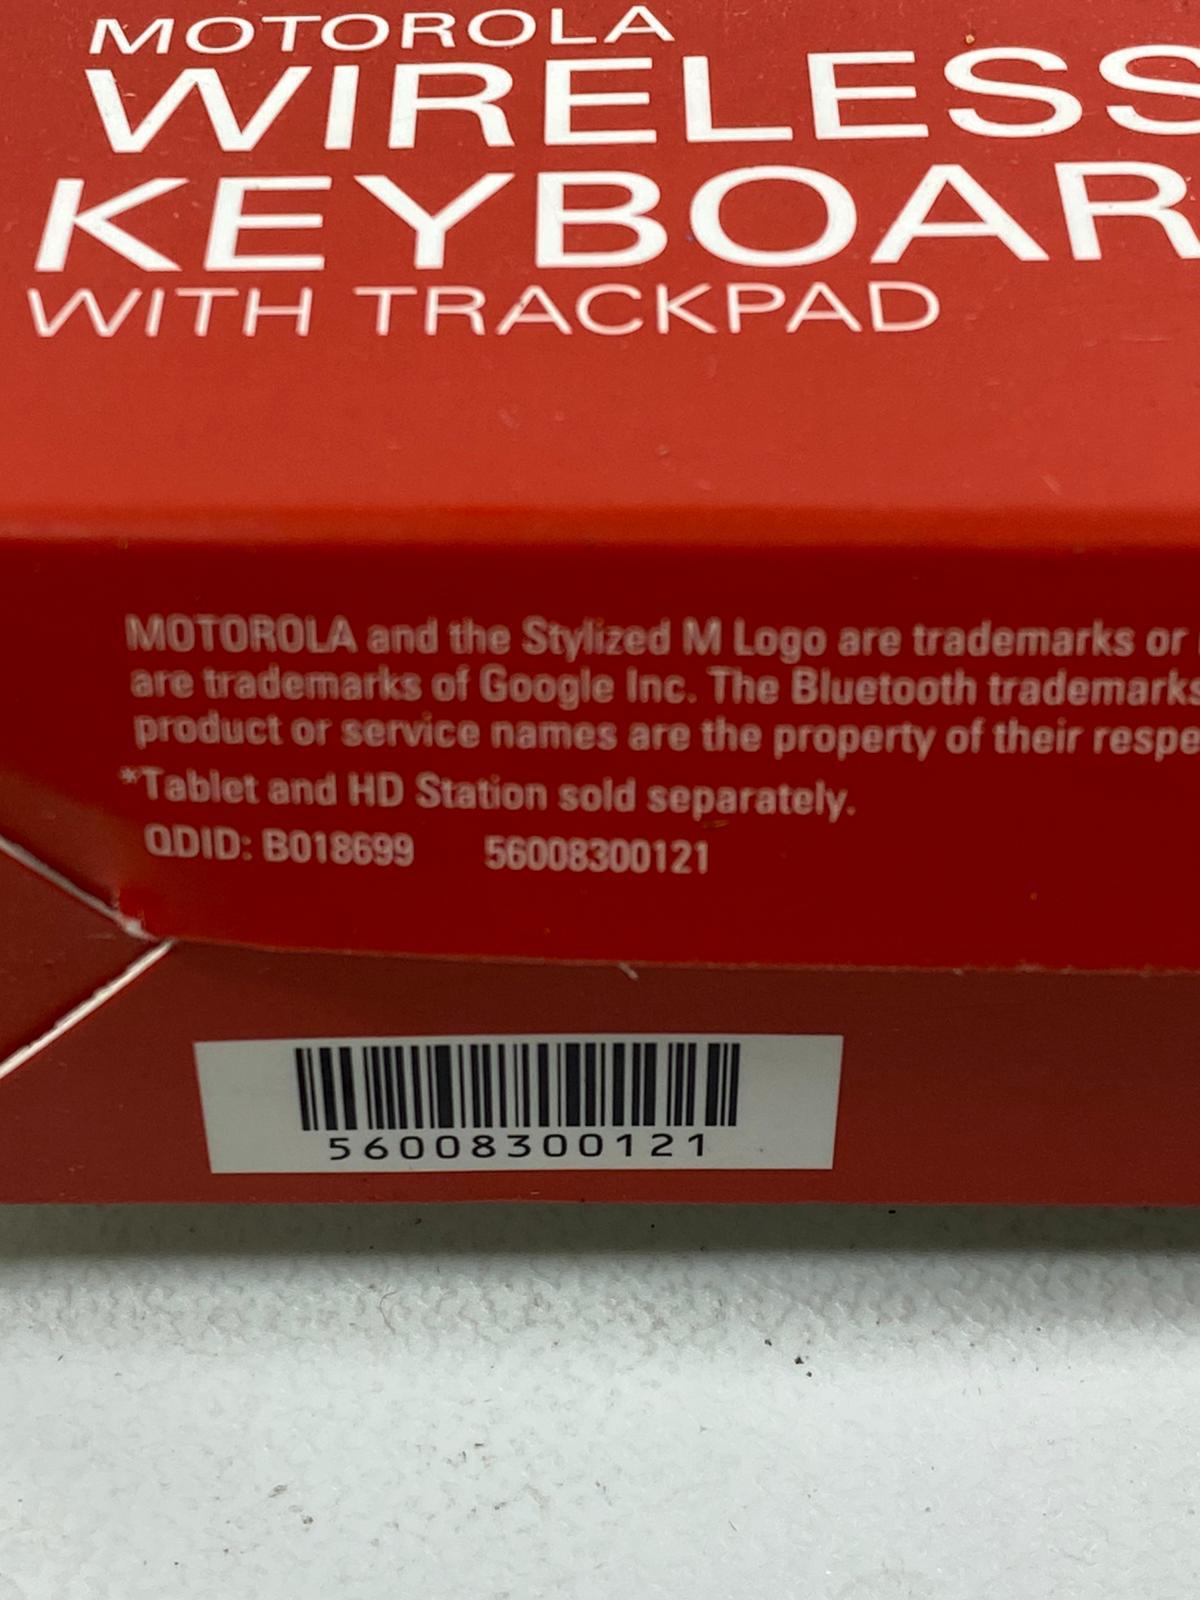 MOTOROLA
WIRELESS
KEYBOAR
WITH TRACKPAD
MOTOROLA and the Stylized M Logo are trademarks or
are trademarks of Google Inc. The Bluetooth trademarks
product or service names are the property of their respe
*Tablet and HD Station sold separately.
QDID: B018699 56008300121
56008300121